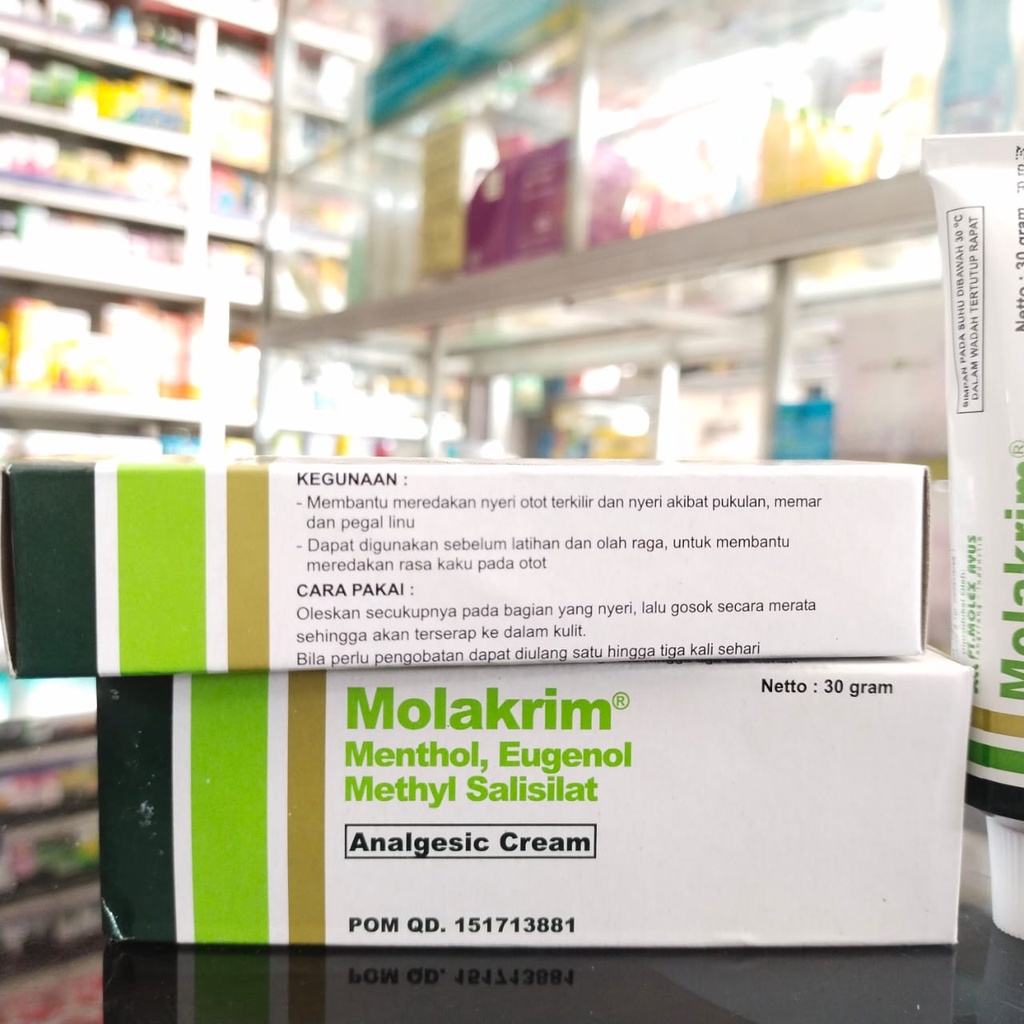 KEGUNAAN :
- Membantu meredakan nyeri otot terkilir dan nyeri akibat pukulan, memar
dan pegal linu
- Dapat digunakan sebelum latihan dan olah raga, untuk membantu
meredakan rasa kaku pada otot
CARA PAKAI :
Oleskan secukupnya pada bagian yang nyeri, lalu gosok secara merata
sehingga akan terserap ke dalam kulit.
Bila perlu pengobatan dapat diulang satu hingga tiga kali sehari
Molakrim®
Netto : 30 gram
Menthol, Eugenol
Methyl Salisilat
Analgesic Cream
POM QD. 151713881
SIMPAN PADA SUHU DIBAWAH 30 °C
DALAM WADAH TERTUTUP RAPAT
Netto : 30 gram
Molakrim®
PT. MOLEX AYUS